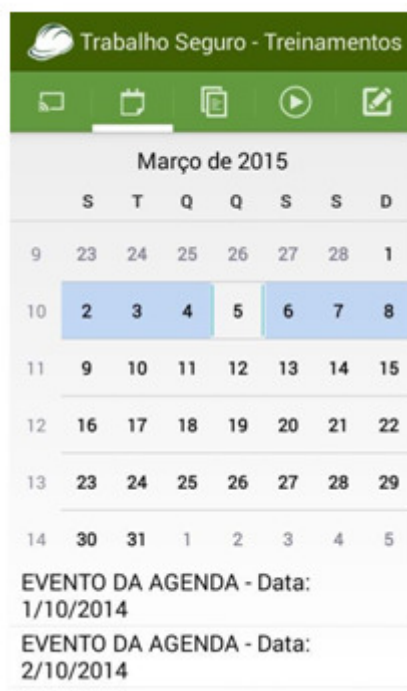 Trabalho Seguro - Treinamentos
Março de 2015
S T Q Q S S D
9 23 24 25 26 27 28 1
10 2 3 4 5 6 7 8
11 9 10 11 12 13 14 15
12 16 17 18 19 20 21 22
13 23 24 25 26 27 28 29
14 30 31 1 2 3 4 5
EVENTO DA AGENDA - Data:
1/10/2014
EVENTO DA AGENDA - Data:
2/10/2014